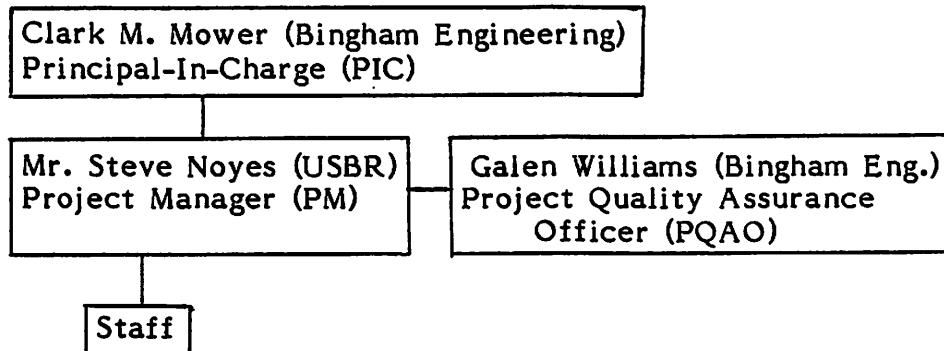 Clark M. Mower (Bingham Engineering)
Principal-In-Charge (PIC)
Mr. Steve Noyes (USBR)
Project Manager (PM)
Galen Williams (Bingham Eng.)
Project Quality Assurance
Officer (PQAO)
Staff